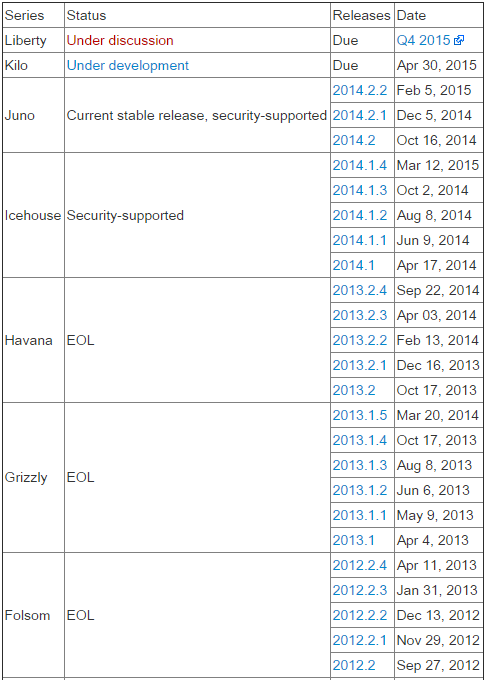 Series Status Releases Date
Liberty Under discussion Due Q4 2015
Kilo Under development Due Apr 30, 2015
2014.2.2 Feb 5, 2015
Juno Current stable release, security-supported 2014.2.1 Dec 5, 2014
2014.2 Oct 16, 2014
2014.1.4 Mar 12, 2015
2014.1.3 Oct 2, 2014
Icehouse Security-supported 2014.1.2 Aug 8, 2014
2014.1.1 Jun 9, 2014
2014.1 Apr 17, 2014
2013.2.4 Sep 22, 2014
2013.2.3 Apr 03, 2014
Havana EOL 2013.2.2 Feb 13, 2014
2013.2.1 Dec 16, 2013
2013.2 Oct 17, 2013
2013.1.5 Mar 20, 2014
2013.1.4 Oct 17, 2013
2013.1.3 Aug 8, 2013
Grizzly EOL
2013.1.2 Jun 6, 2013
2013.1.1 May 9, 2013
2013.1 Apr 4, 2013
2012.2.4 Apr 11, 2013
2012.2.3 Jan 31, 2013
Folsom EOL 2012.2.2 Dec 13, 2012
2012.2.1 Nov 29, 2012
2012.2 Sep 27, 2012